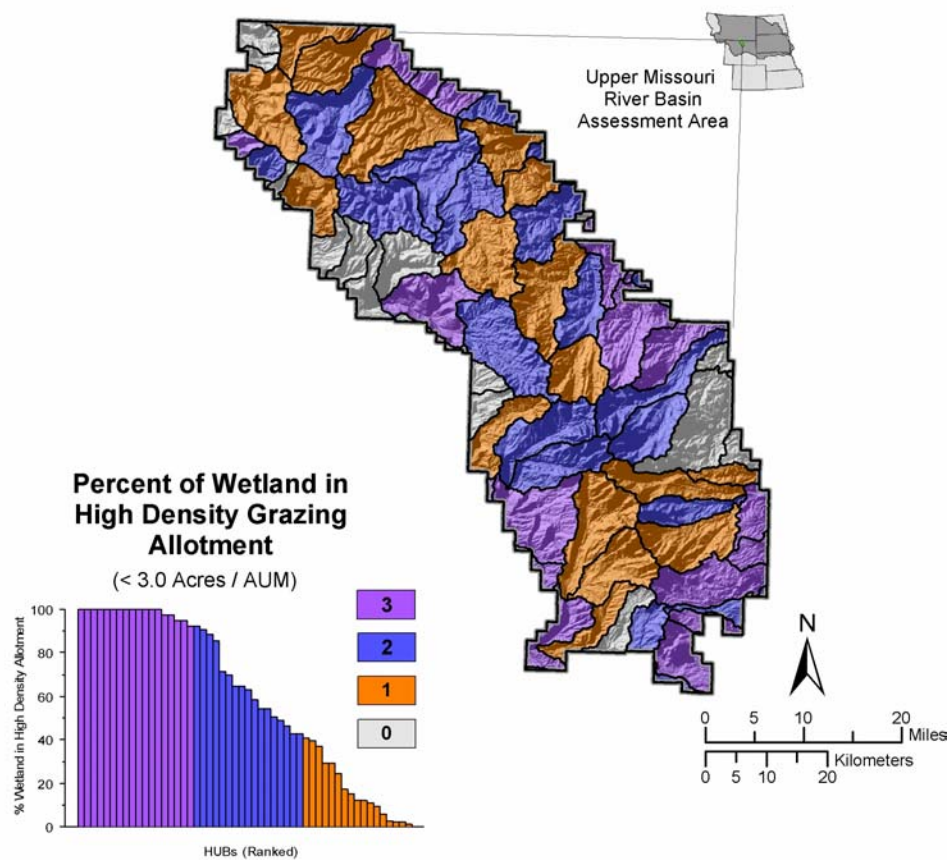 Upper Missouri
River Basin
Assessment Area
Percent of Wetland in
High Density Grazing
Allotment
(< 3.0 Acres / AUM)
3
2
1
0
% Wetland in High Density Allotment
100
80
60
40
20
0
HUBs (Ranked)
N
0 5 10 20
Miles
Kilometers
0 5 10 20